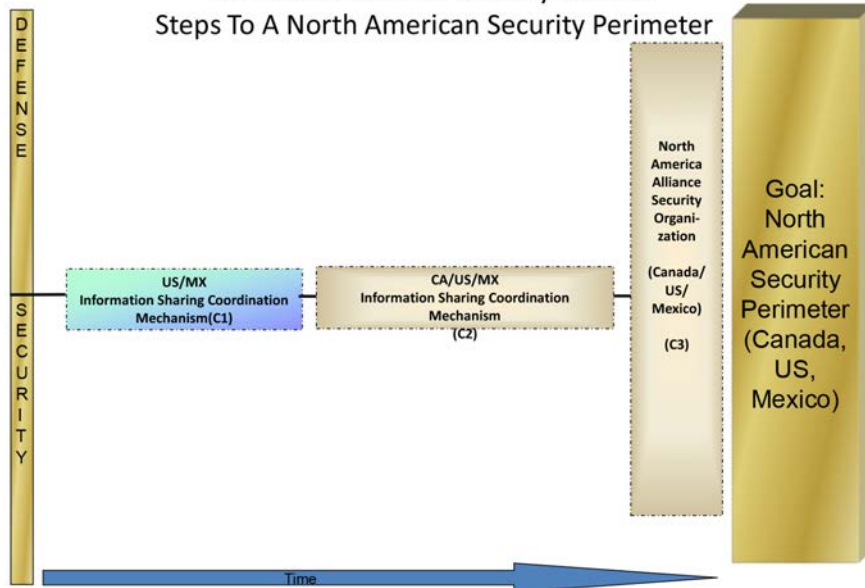 Steps To A North American Security Perimeter
DEFENSE
SECURITY
US/MX
Information Sharing Coordination
Mechanism(C1)
CA/US/MX
Information Sharing Coordination
Mechanism
(C2)
North
America
Alliance
Security
Organi-
zation
(Canada/
US/
Mexico)
(C3)
Goal:
North
American
Security
Perimeter
(Canada,
US,
Mexico)
Time